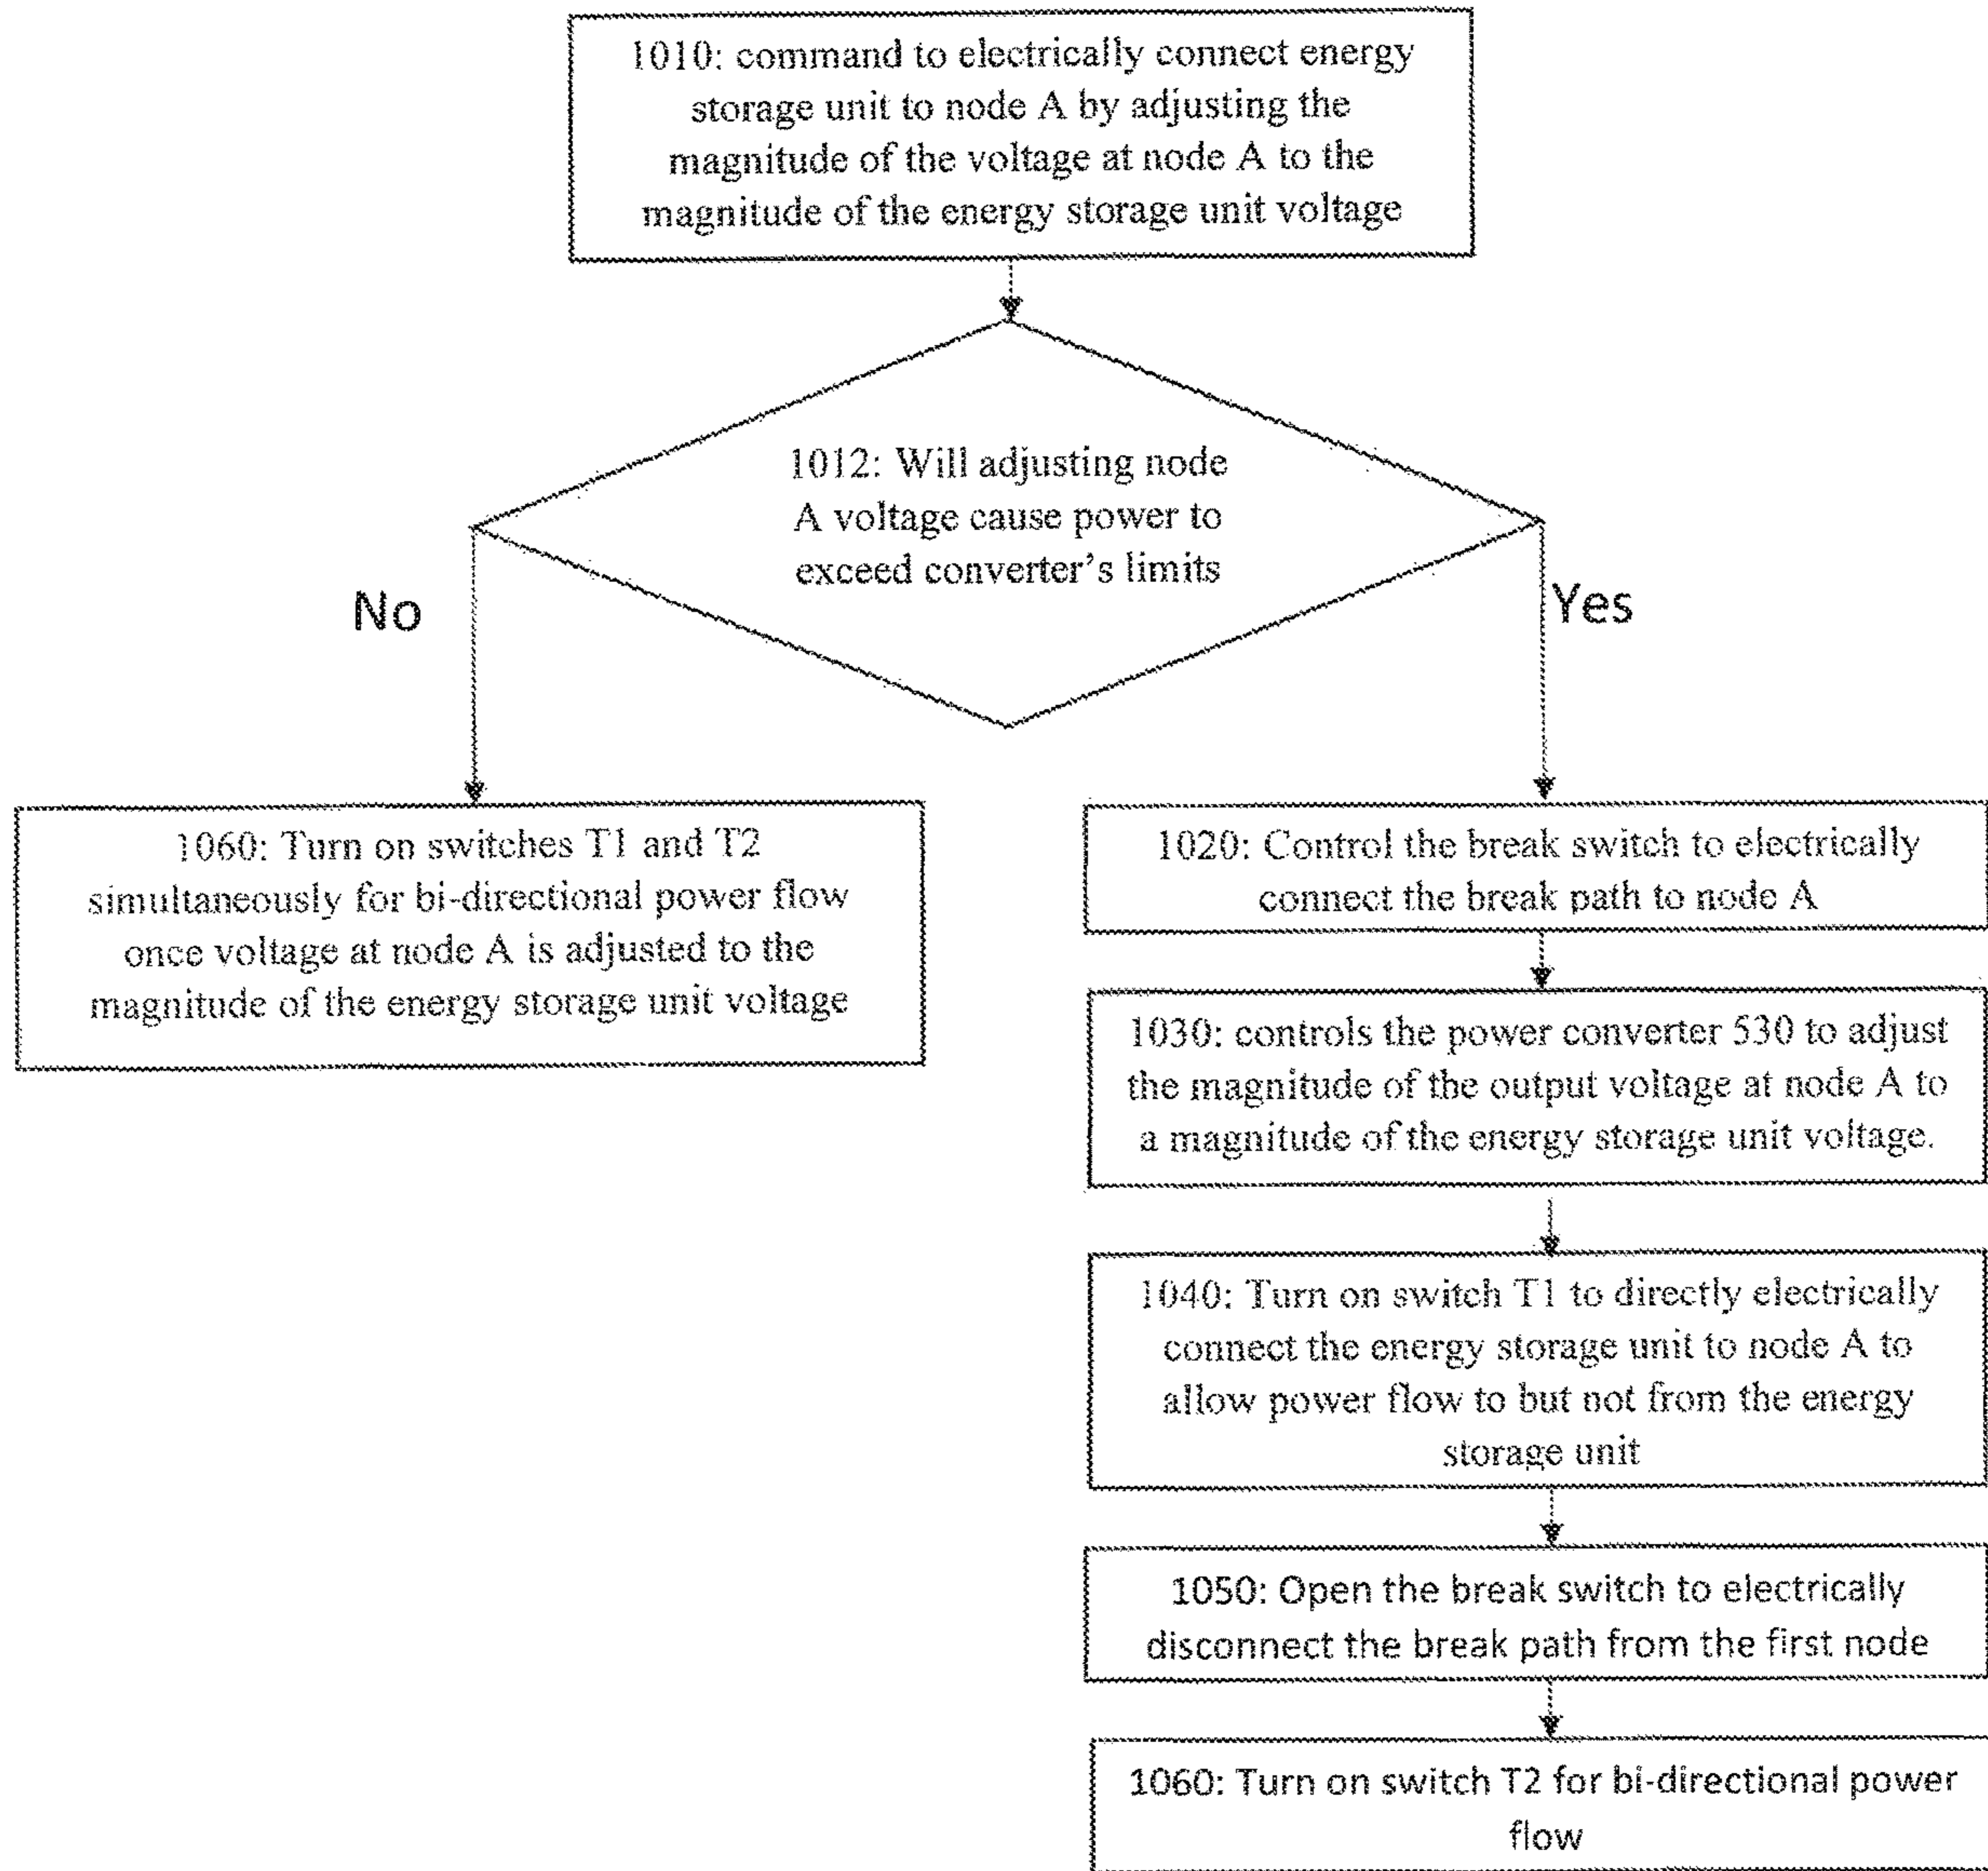 1010: command to electrically connect energy
storage unit to node A by adjusting the
magnitude of the voltage at node A to the
magnitude of the energy storage unit voltage
1012: Will adjusting node
A voltage cause power to
exceed converter's limits
No
Yes
1060: Turn on switches T1 and T2
simultaneously for bi-directional power flow
once voltage at node A is adjusted to the
magnitude of the energy storage unit voltage
1020: Control the break switch to electrically
connect the break path to node A
1030: controls the power converter 530 to adjust
the magnitude of the output voltage at node A to
a magnitude of the energy storage unit voltage.
1040: Turn on switch T1 to directly electrically
connect the energy storage unit to node A to
allow power flow to but not from the energy
storage unit
1050: Open the break switch to electrically
disconnect the break path from the first node
1060: Turn on switch T2 for bi-directional power
flow